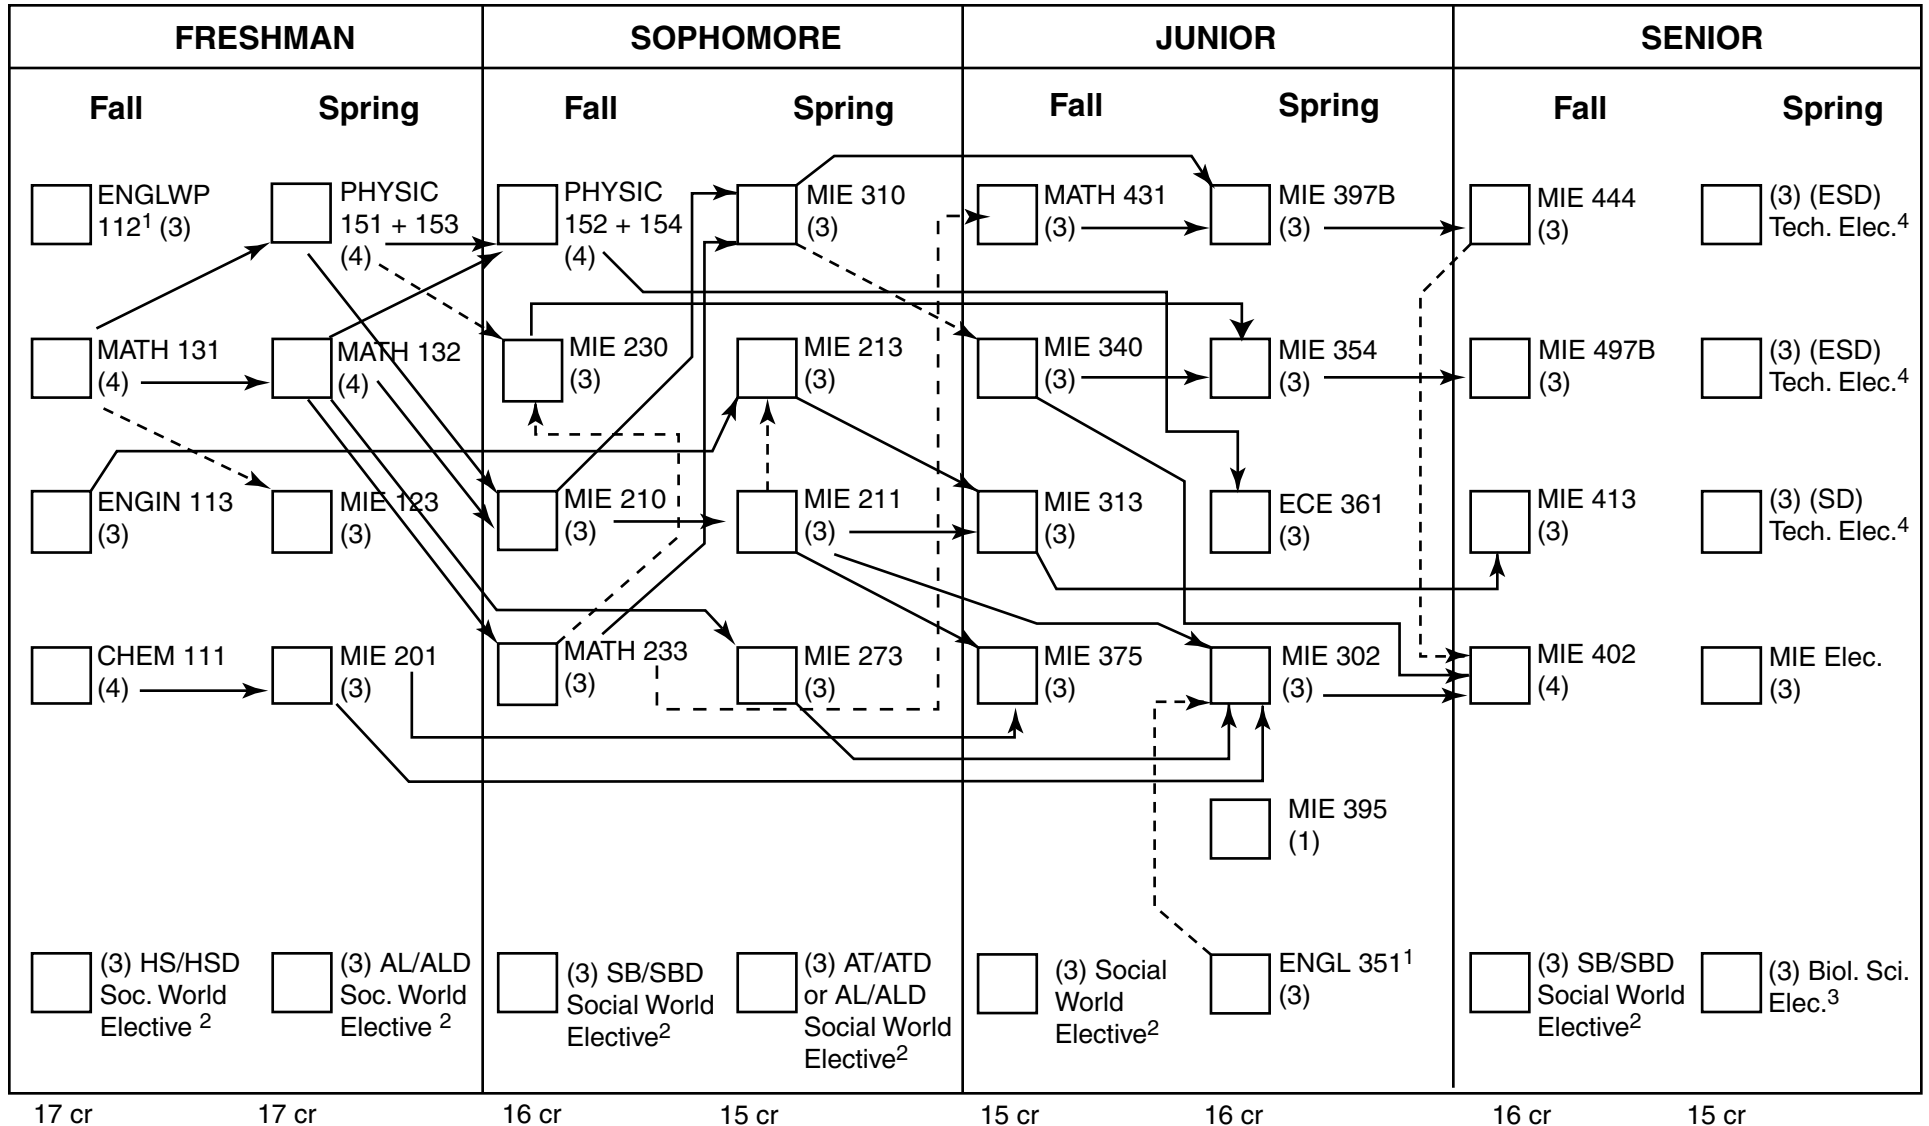 FRESHMAN
SOPHOMORE
JUNIOR
SENIOR
Fall
Spring
Fall
Spring
Fall
Spring
Fall
Spring
ENGLWP
112¹ (3)
PHYSIC
151 + 153
(4)
PHYSIC
152 + 154
(4)
MIE 310
(3)
MATH 431
(3)
MIE 397B
(3)
MIE 444
(3)
(3) (ESD)
Tech. Elec.⁴
MATH 131
(4)
MATH 132
(4)
MIE 230
(3)
MIE 213
(3)
MIE 340
(3)
MIE 354
(3)
MIE 497B
(3)
(3) (ESD)
Tech. Elec.⁴
ENGIN 113
(3)
MIE 123
(3)
MIE 210
(3)
MIE 211
(3)
MIE 313
(3)
ECE 361
(3)
MIE 413
(3)
(3) (SD)
Tech. Elec.⁴
CHEM 111
(4)
MIE 201
(3)
MATH 233
(3)
MIE 273
(3)
MIE 375
(3)
MIE 302
(3)
MIE 402
(4)
MIE Elec.
(3)
MIE 395
(1)
(3) HS/HSD
Soc. World
Elective ²
(3) AL/ALD
Soc. World
Elective ²
(3) SB/SBD
Social World
Elective²
(3) AT/ATD
or AL/ALD
Social World
Elective²
(3) Social
World
Elective²
ENGL 351¹
(3)
(3) SB/SBD
Social World
Elective²
(3) Biol. Sci.
Elec.³
17 cr
17 cr
16 cr
15 cr
15 cr
16 cr
16 cr
15 cr